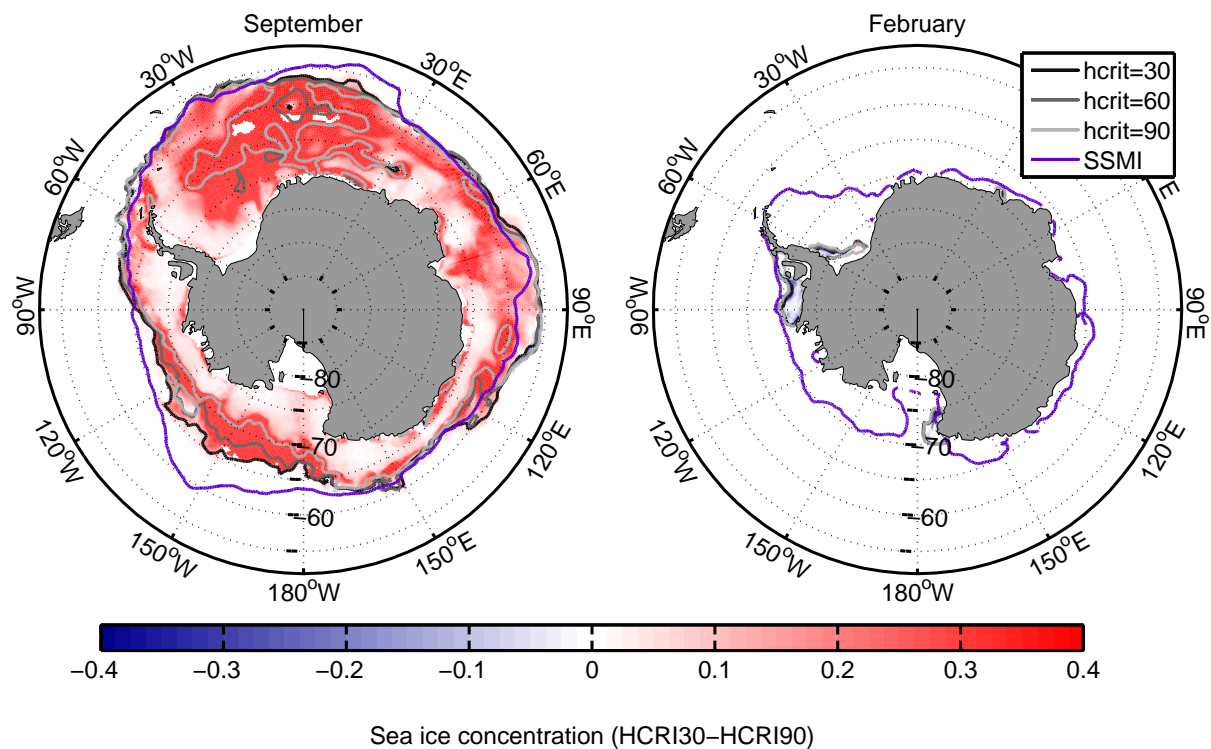 September
February
30°W
30°E
60°W
60°E
90°W
90°E
120°W
120°E
150°W
150°E
180°W
−80
−70
−60
30°W
60°W
90°W
90°E
120°W
120°E
150°W
150°E
180°W
−80
−70
−60
hcrit=30
hcrit=60
hcrit=90
SSMI
−0.4 −0.3 −0.2 −0.1 0 0.1 0.2 0.3 0.4
Sea ice concentration (HCRI30−HCRI90)